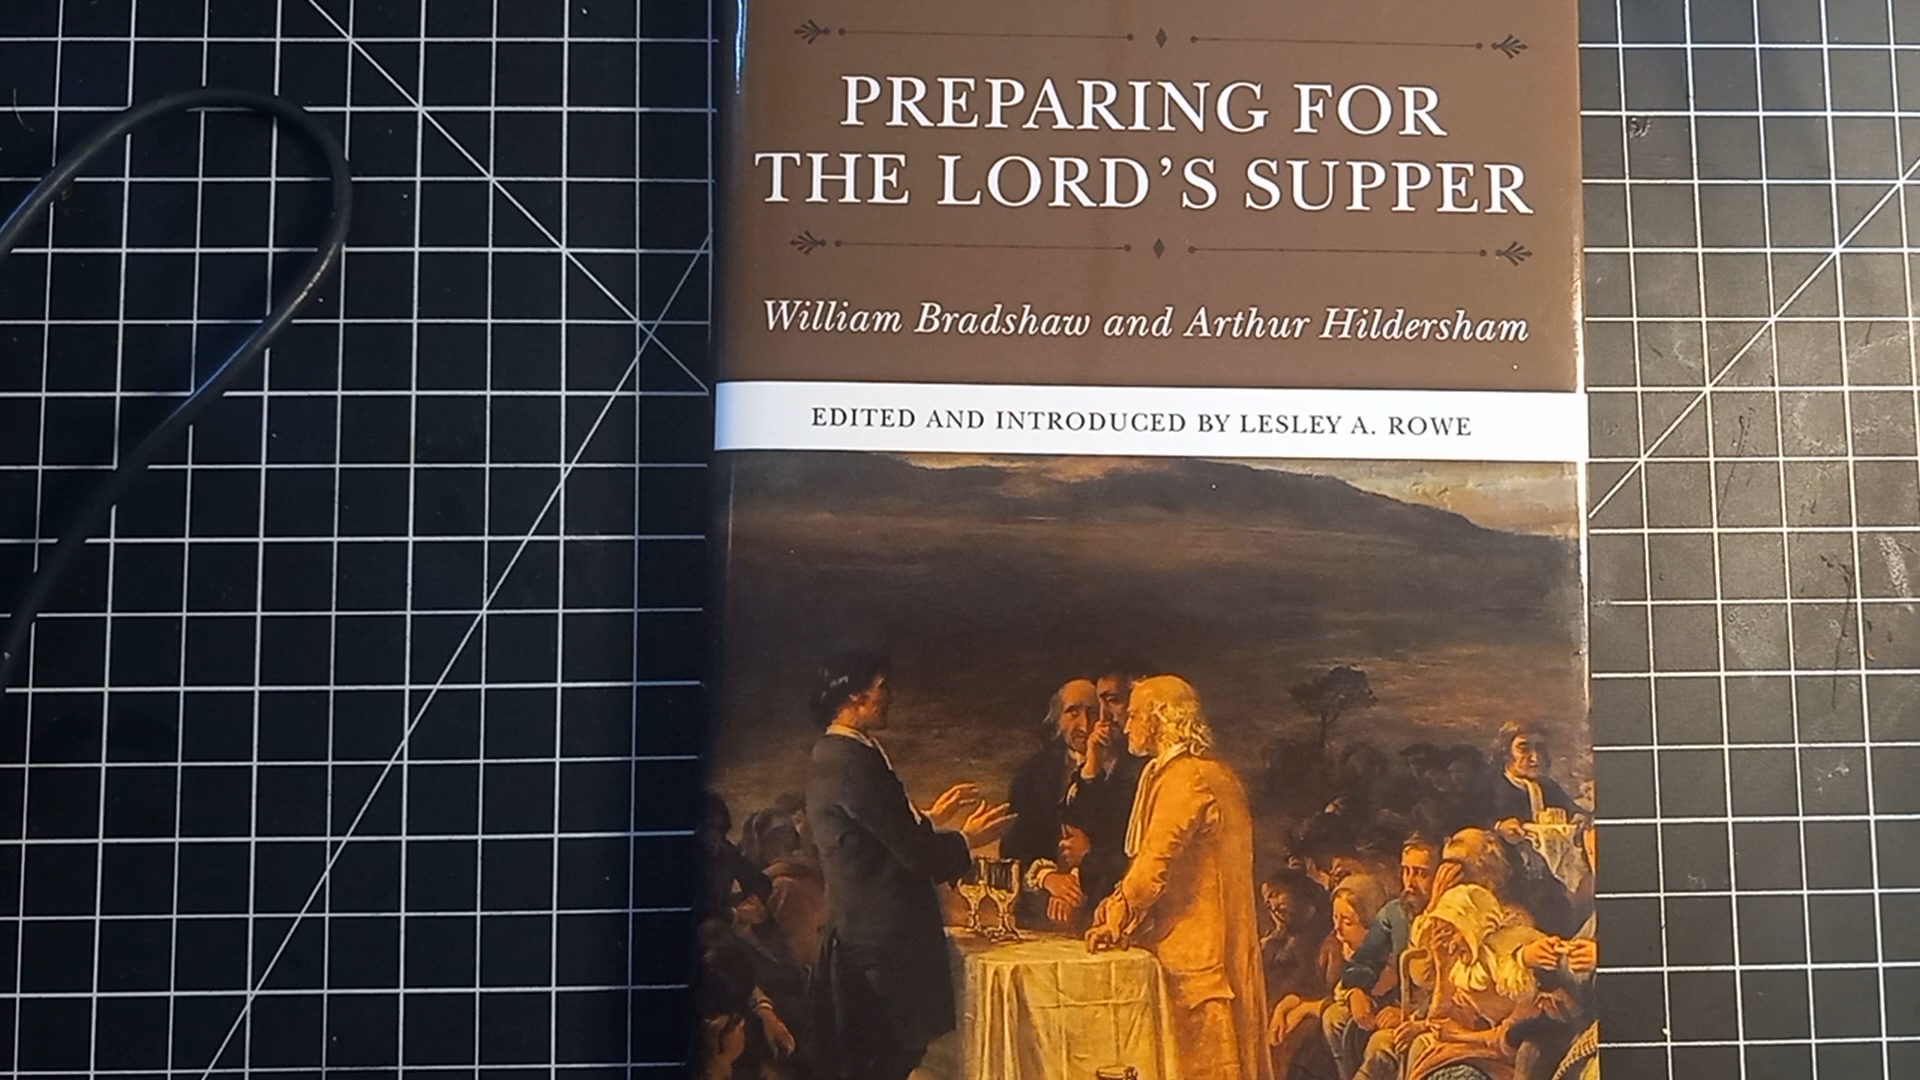 PREPARING FOR
THE LORD'S SUPPER
William Bradshaw and Arthur Hildersham
EDITED AND INTRODUCED BY LESLEY A. ROWE